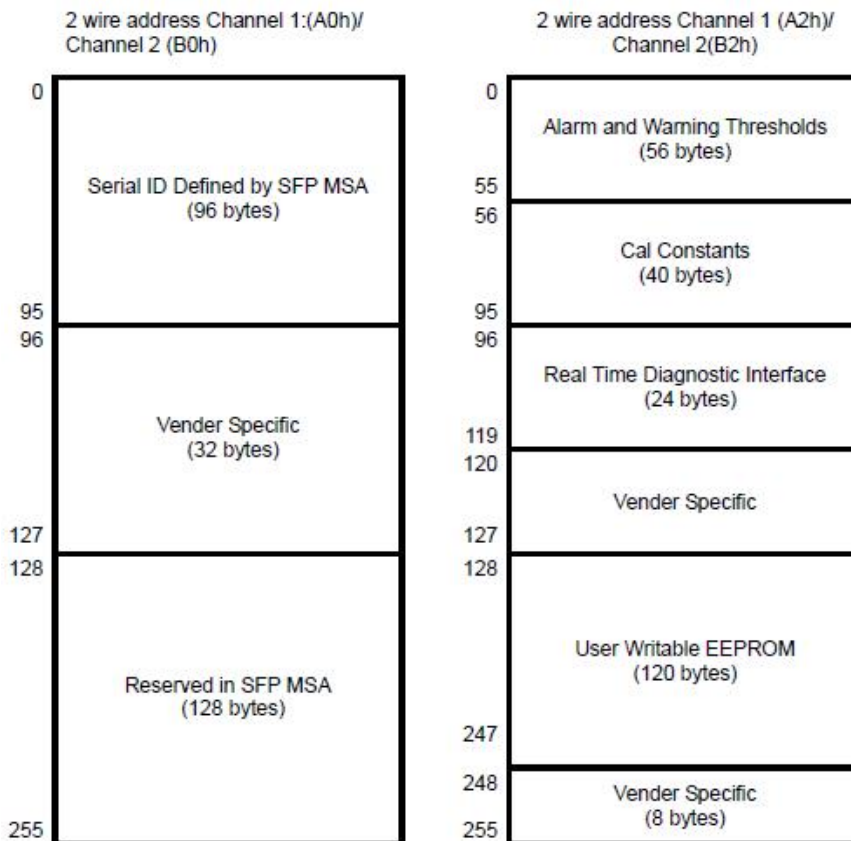 2 wire address Channel 1:(A0h)/
Channel 2 (B0h)
0
Serial ID Defined by SFP MSA
(96 bytes)
95
96
Vender Specific
(32 bytes)
127
128
Reserved in SFP MSA
(128 bytes)
255
2 wire address Channel 1 (A2h)/
Channel 2(B2h)
0
Alarm and Warning Thresholds
(56 bytes)
55
56
Cal Constants
(40 bytes)
95
96
Real Time Diagnostic Interface
(24 bytes)
119
120
Vender Specific
127
128
User Writable EEPROM
(120 bytes)
247
248
Vender Specific
(8 bytes)
255